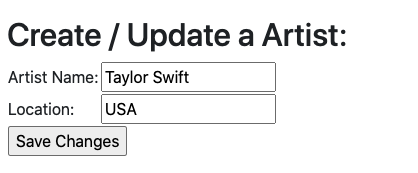 Create / Update a Artist:
Artist Name: Taylor Swift
Location: USA
Save Changes